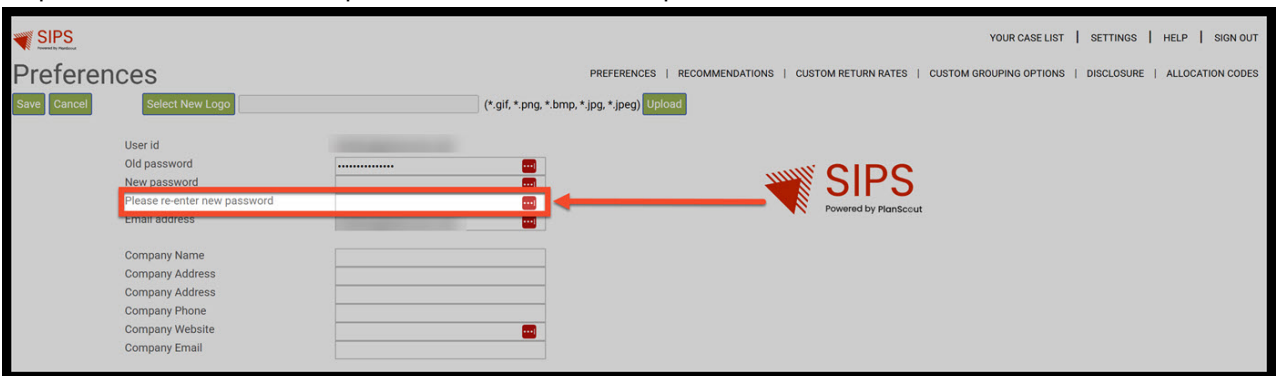 SIPS
Powered by PlanScout
YOUR CASE LIST | SETTINGS | HELP | SIGN OUT
Preferences
PREFERENCES | RECOMMENDATIONS | CUSTOM RETURN RATES | CUSTOM GROUPING OPTIONS | DISCLOSURE | ALLOCATION CODES
Save Cancel Select New Logo (*.gif, *.png, *.bmp, *.jpg, *.jpeg) Upload
User id
Old password
New password
Please re-enter new password
Email address
SIPS
Powered by PlanScout
Company Name
Company Address
Company Address
Company Phone
Company Website
Company Email